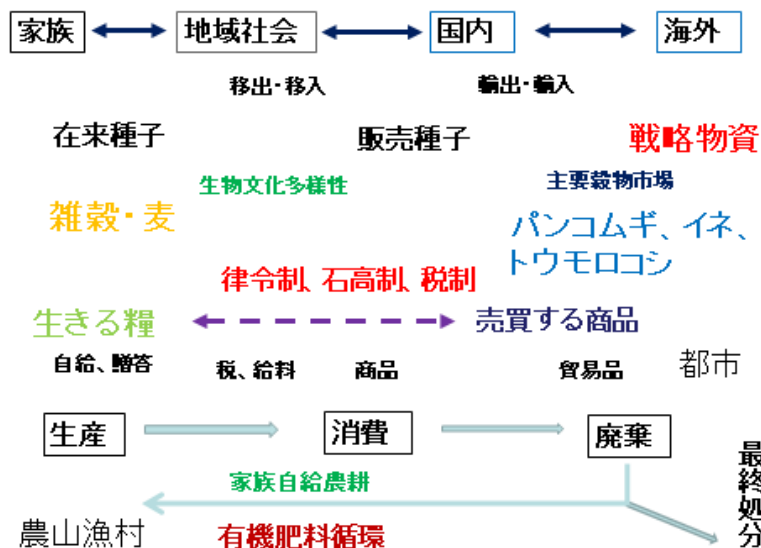 家族 地域社会 国内 海外
移出・移入 輸出・輸入
在来種子 販売種子 戦略物資
生物文化多様性 主要穀物市場
雑穀・麦 パンコムギ、イネ、
トウモロコシ
律令制、石高制、税制
生きる糧 売買する商品
自給、贈答 税、給料 商品 貿易品 都市
生産 消費 廃棄
最終処分
家族自給農耕
農山漁村 有機肥料循環